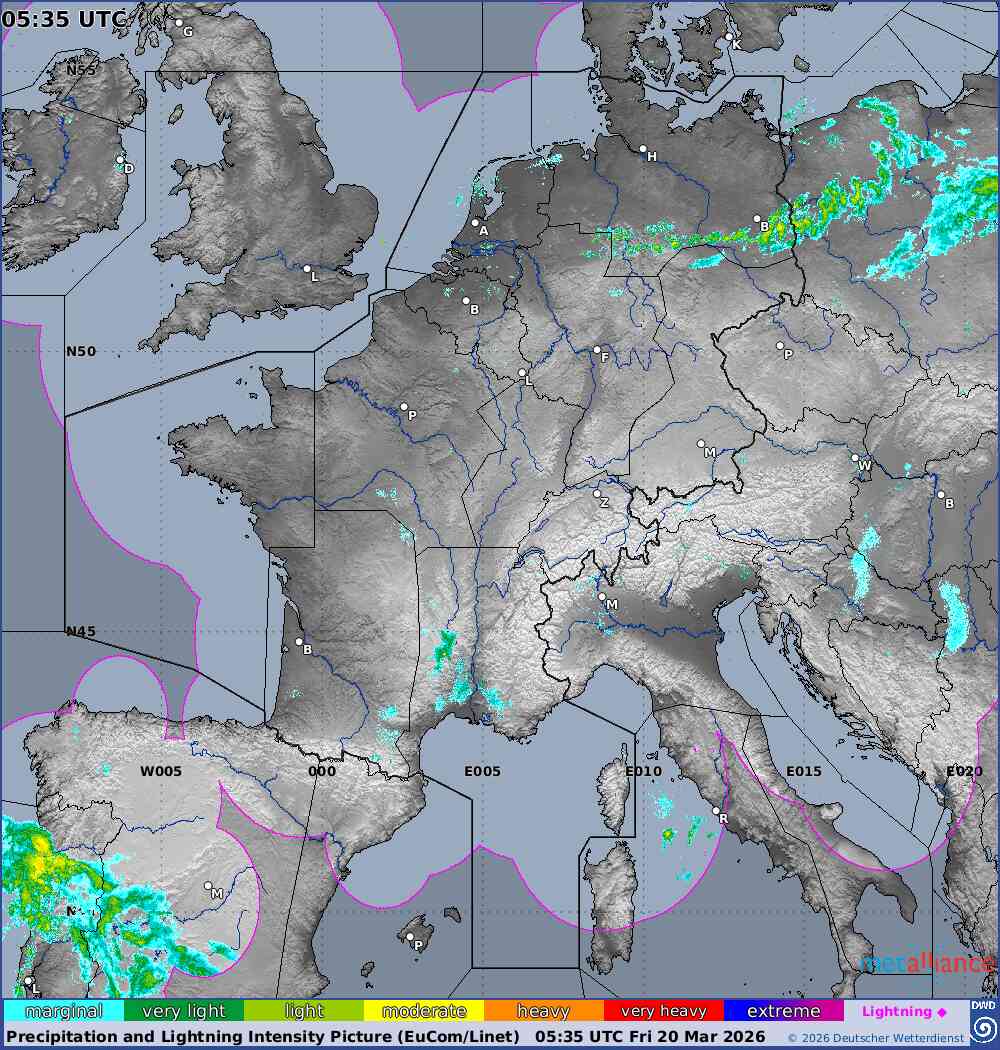 05:35 UTC
G
K
N55
H
D
A
B
L
B
N50
F
P
L
P
M
W
Z
B
M
N45
B
W005
000
E005
E010
E015
E020
R
M
N
P
L
metalliance
marginal very light light moderate heavy very heavy extreme Lightning ◆
DWD
Precipitation and Lightning Intensity Picture (EuCom/Linet) 05:35 UTC Fri 20 Mar 2026 © 2026 Deutscher Wetterdienst